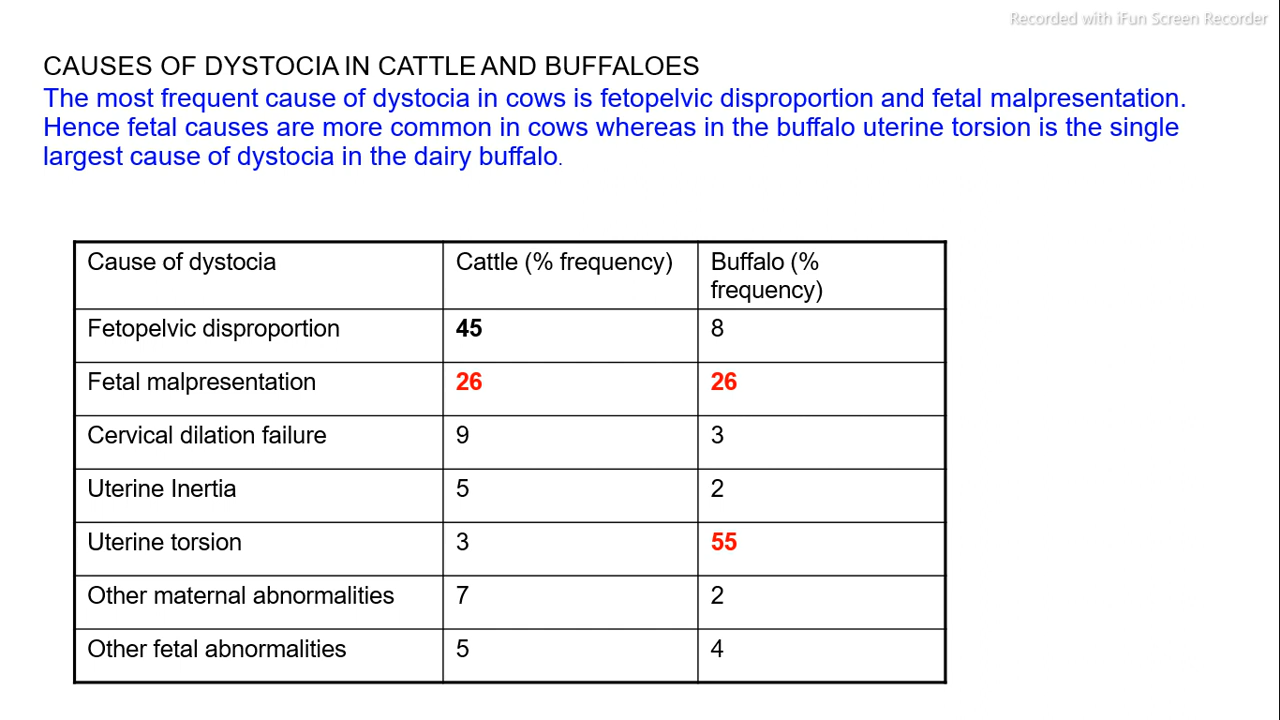 Recorded with iFun Screen Recorder
CAUSES OF DYSTOCIA IN CATTLE AND BUFFALOES
The most frequent cause of dystocia in cows is fetopelvic disproportion and fetal malpresentation.
Hence fetal causes are more common in cows whereas in the buffalo uterine torsion is the single
largest cause of dystocia in the dairy buffalo.
Cause of dystocia Cattle (% frequency) Buffalo (%
frequency)
Fetopelvic disproportion 45 8
Fetal malpresentation 26 26
Cervical dilation failure 9 3
Uterine Inertia 5 2
Uterine torsion 3 55
Other maternal abnormalities 7 2
Other fetal abnormalities 5 4